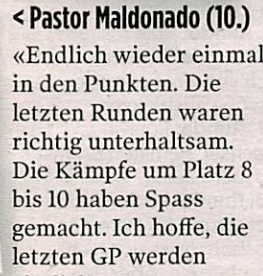 < Pastor Maldonado (10.)
«Endlich wieder einmal
in den Punkten. Die
letzten Runden waren
richtig unterhaltsam.
Die Kämpfe um Platz 8
bis 10 haben Spass
gemacht. Ich hoffe, die
letzten GP werden